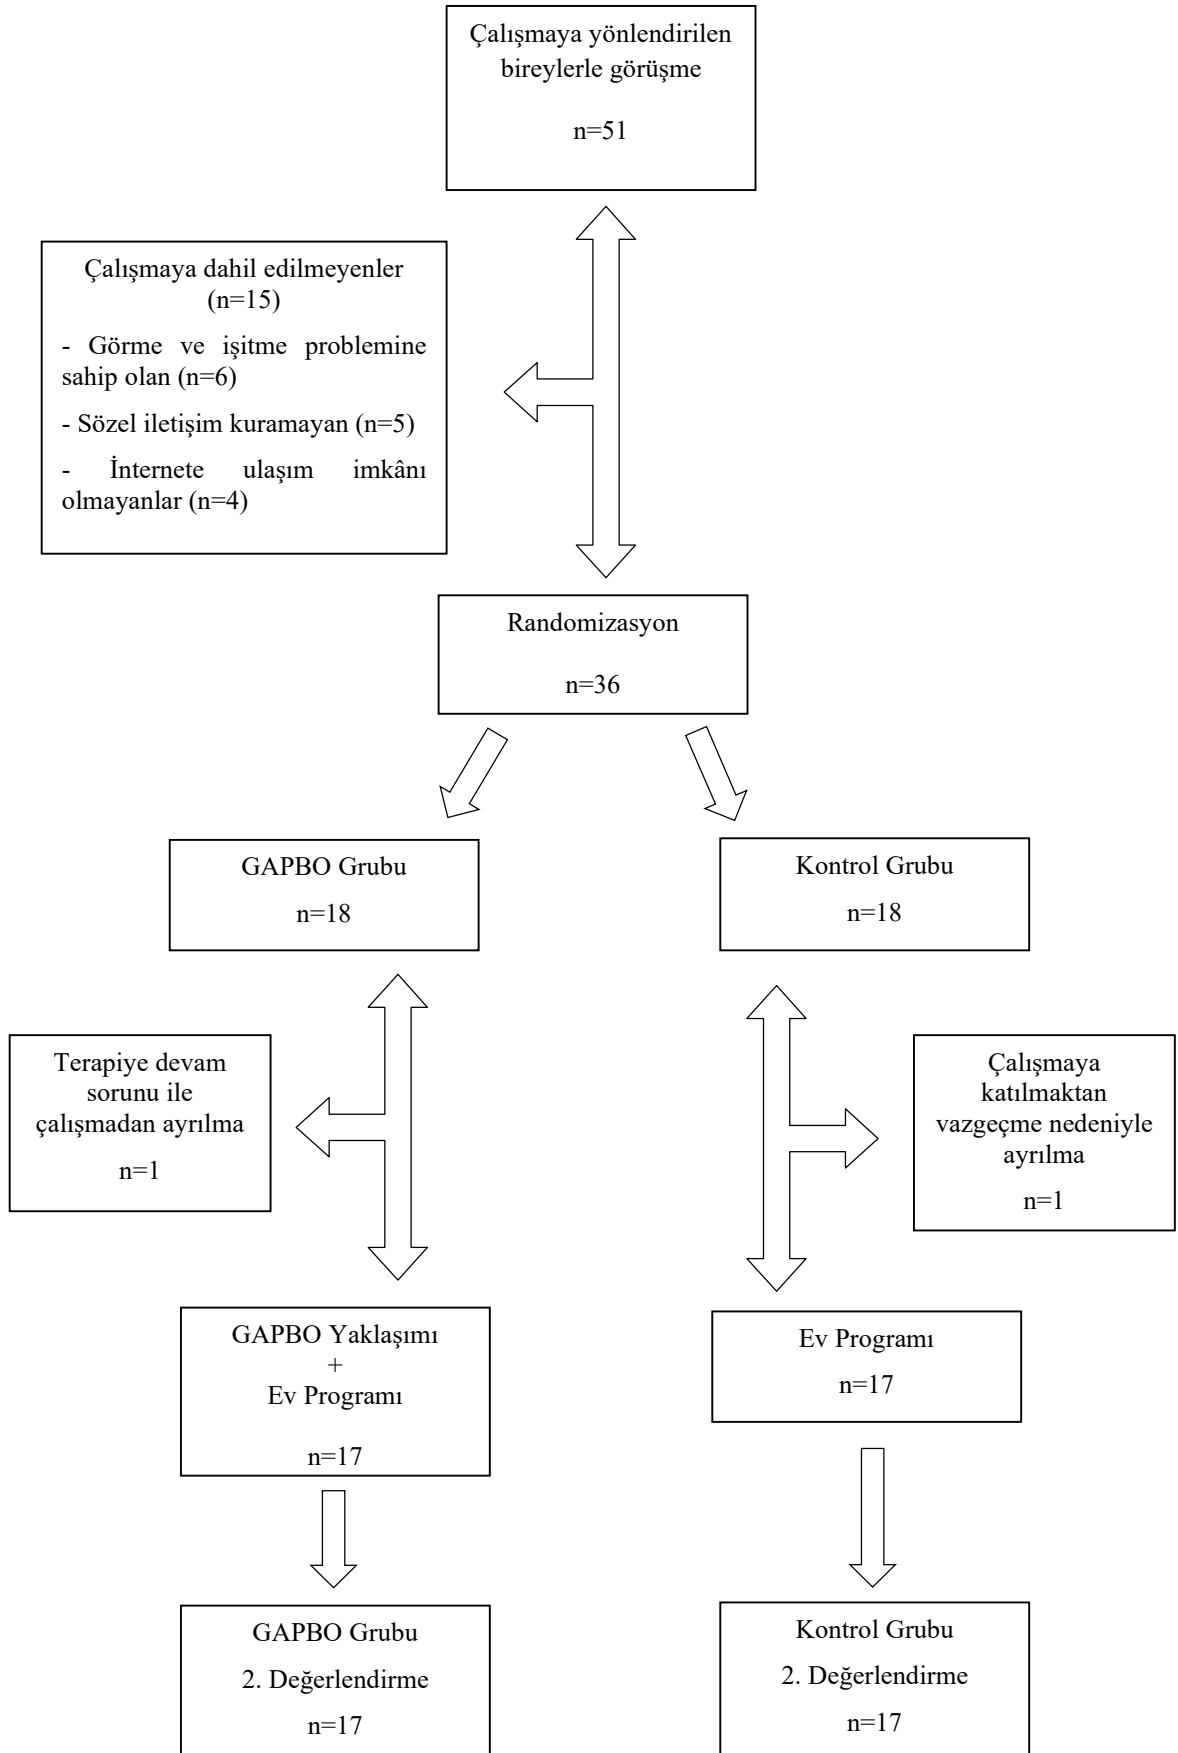 Çalışmaya yönlendirilen
bireylerle görüşme
n=51
Çalışmaya dahil edilmeyenler
(n=15)
- Görme ve işitme problemine
sahip olan (n=6)
- Sözel iletişim kuramayan (n=5)
- İnternete ulaşım imkânı
olmayanlar (n=4)
Randomizasyon
n=36
GAPBO Grubu
n=18
Kontrol Grubu
n=18
Terapiye devam
sorunu ile
çalışmadan ayrılma
n=1
Çalışmaya
katılmaktan
vazgeçme nedeniyle
ayrılma
n=1
GAPBO Yaklaşımı
+
Ev Programı
n=17
Ev Programı
n=17
GAPBO Grubu
2. Değerlendirme
n=17
Kontrol Grubu
2. Değerlendirme
n=17